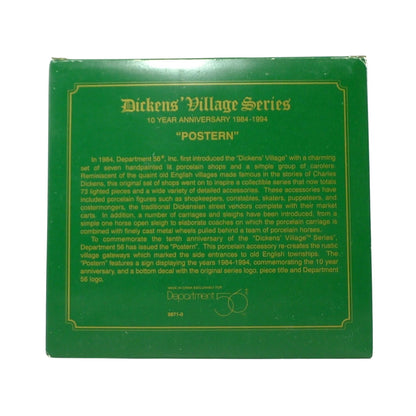 Dickens' Village Series
10 YEAR ANNIVERSARY 1984-1994
"POSTERN"
In 1984, Department 56®, Inc. first introduced the "Dickens' Village" with a charming
set of seven handpainted lit porcelain shops and a simple group of carolers.
Reminiscent of the quaint old English villages made famous in the stories of Charles
Dickens, this original set of shops went on to inspire a collectible series that now totals
73 lighted pieces and a wide variety of detailed accessories. These accessories have
included porcelain figures such as shopkeepers, constables, skaters, puppeteers, and
costermongers, the traditional Dickensian street vendors complete with their market
carts. In addition, a number of carriages and sleighs have been introduced, from a
simple one horse open sleigh to elaborate coaches on which the porcelain carriage is
combined with finely cast metal wheels pulled behind a team of porcelain horses.
To commemorate the tenth anniversary of the "Dickens' Village™ Series",
Department 56 has issued the "Postern". This porcelain accessory re-creates the rustic
village gateways which marked the side entrances to old English townships. The
"Postern" features a sign displaying the years 1984-1994, commemorating the 10 year
anniversary, and a bottom decal with the original series logo, piece title and Department
56 logo.
MADE IN CHINA EXCLUSIVELY FOR
Department 56
9871-0